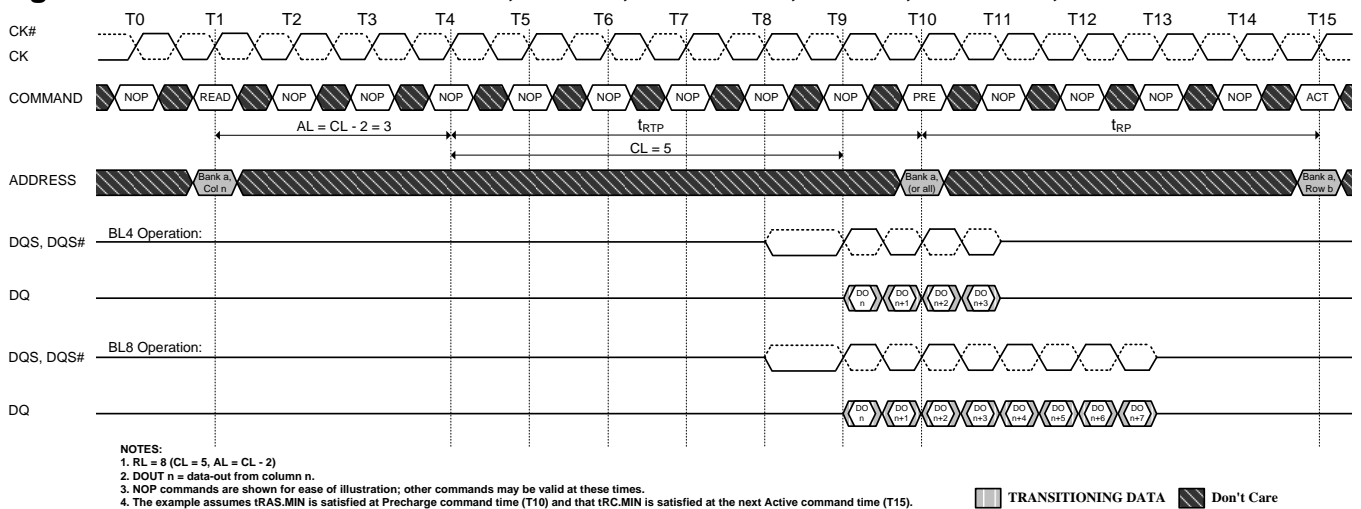 T0 T1 T2 T3 T4 T5 T6 T7 T8 T9 T10 T11 T12 T13 T14 T15
CK#
CK
COMMAND NOP READ NOP NOP NOP NOP NOP NOP NOP NOP PRE NOP NOP NOP NOP ACT
AL = CL - 2 = 3 tRTP tRP
CL = 5
ADDRESS Bank a, Col n Bank a, (or all) Bank a, Row b
BL4 Operation:
DQS, DQS#
DQ DO n DO n+1 DO n+2 DO n+3
BL8 Operation:
DQS, DQS#
DQ DO n DO n+1 DO n+2 DO n+3 DO n+4 DO n+5 DO n+6 DO n+7
NOTES:
1. RL = 8 (CL = 5, AL = CL - 2)
2. DOUT n = data-out from column n.
3. NOP commands are shown for ease of illustration; other commands may be valid at these times.
4. The example assumes tRAS.MIN is satisfied at Precharge command time (T10) and that tRC.MIN is satisfied at the next Active command time (T15).
TRANSITIONING DATA Don't Care